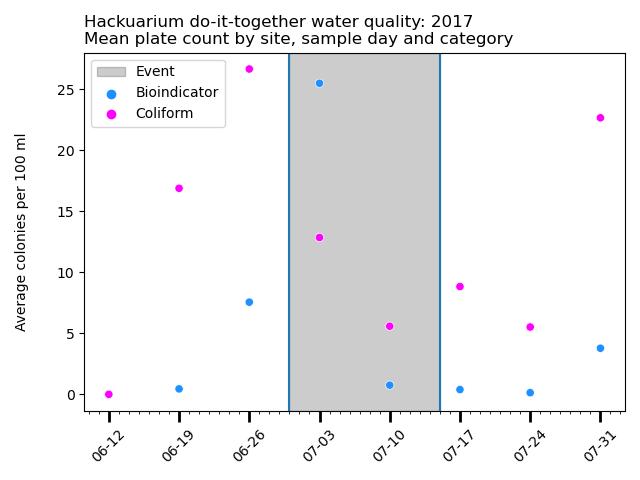 Hackuarium do-it-together water quality: 2017
Mean plate count by site, sample day and category
Event
Bioindicator
Coliform
Average colonies per 100 ml
25
20
15
10
5
0
06-12
06-19
06-26
07-03
07-10
07-17
07-24
07-31